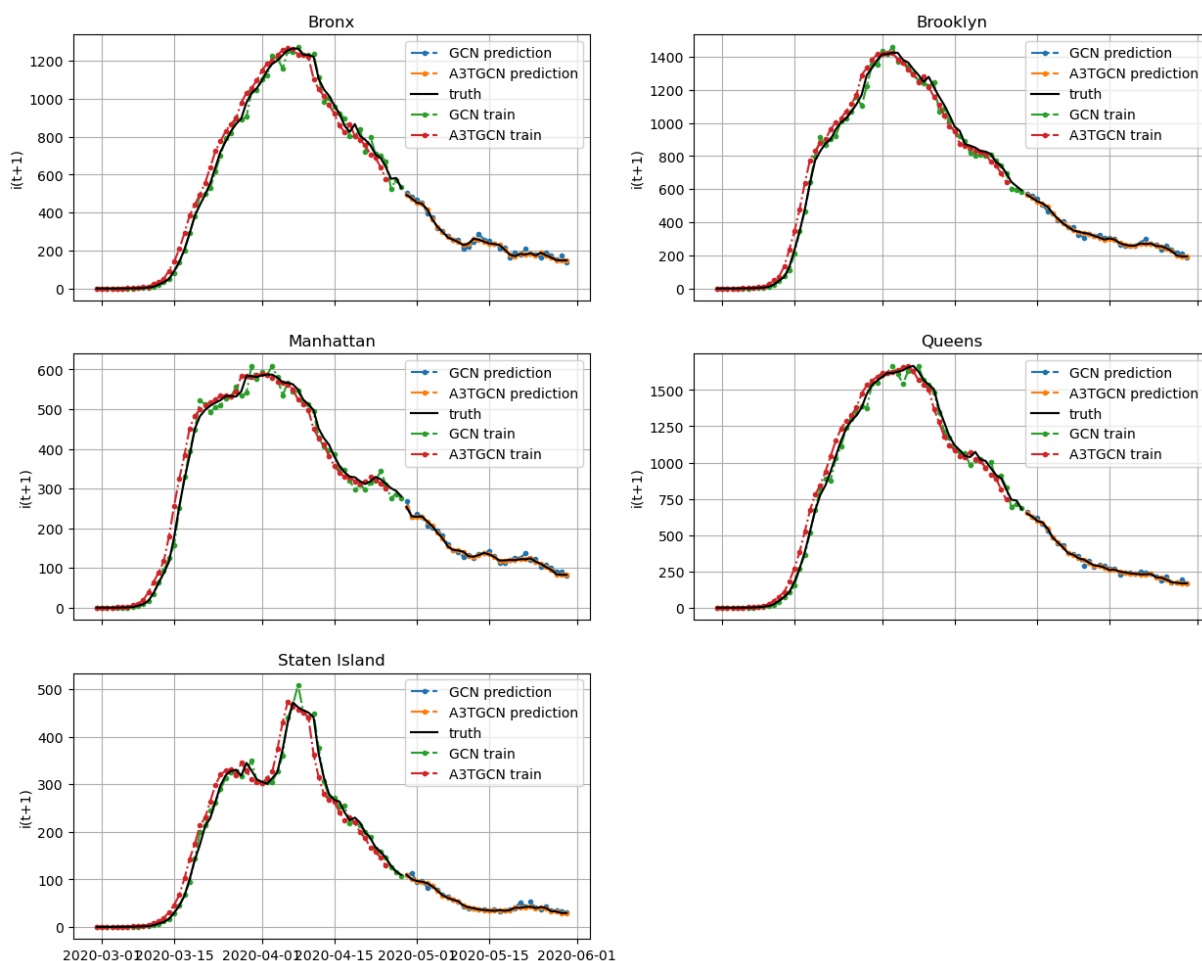 Bronx
i(t+1)
1200
1000
800
600
400
200
0
GCN prediction
A3TGCN prediction
truth
GCN train
A3TGCN train
Brooklyn
i(t+1)
1400
1200
1000
800
600
400
200
0
GCN prediction
A3TGCN prediction
truth
GCN train
A3TGCN train
Manhattan
i(t+1)
600
500
400
300
200
100
0
GCN prediction
A3TGCN prediction
truth
GCN train
A3TGCN train
Queens
i(t+1)
1500
1250
1000
750
500
250
0
GCN prediction
A3TGCN prediction
truth
GCN train
A3TGCN train
Staten Island
i(t+1)
500
400
300
200
100
0
GCN prediction
A3TGCN prediction
truth
GCN train
A3TGCN train
2020-03-01 2020-03-15 2020-04-01 2020-04-15 2020-05-01 2020-05-15 2020-06-01